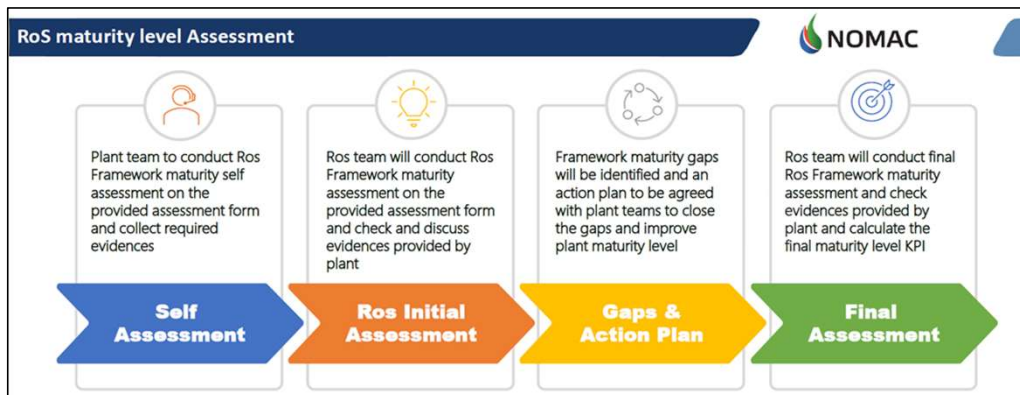 RoS maturity level Assessment
NOMAC
Plant team to conduct Ros
Framework maturity self
assessment on the
provided assessment form
and collect required
evidences
Self
Assessment
Ros team will conduct Ros
Framework maturity
assessment on the
provided assessment form
and check and discuss
evidences provided by
plant
Ros Initial
Assessment
Framework maturity gaps
will be identified and an
action plan to be agreed
with plant teams to close
the gaps and improve
plant maturity level
Gaps &
Action Plan
Ros team will conduct final
Ros Framework maturity
assessment and check
evidences provided by
plant and calculate the
final maturity level KPI
Final
Assessment